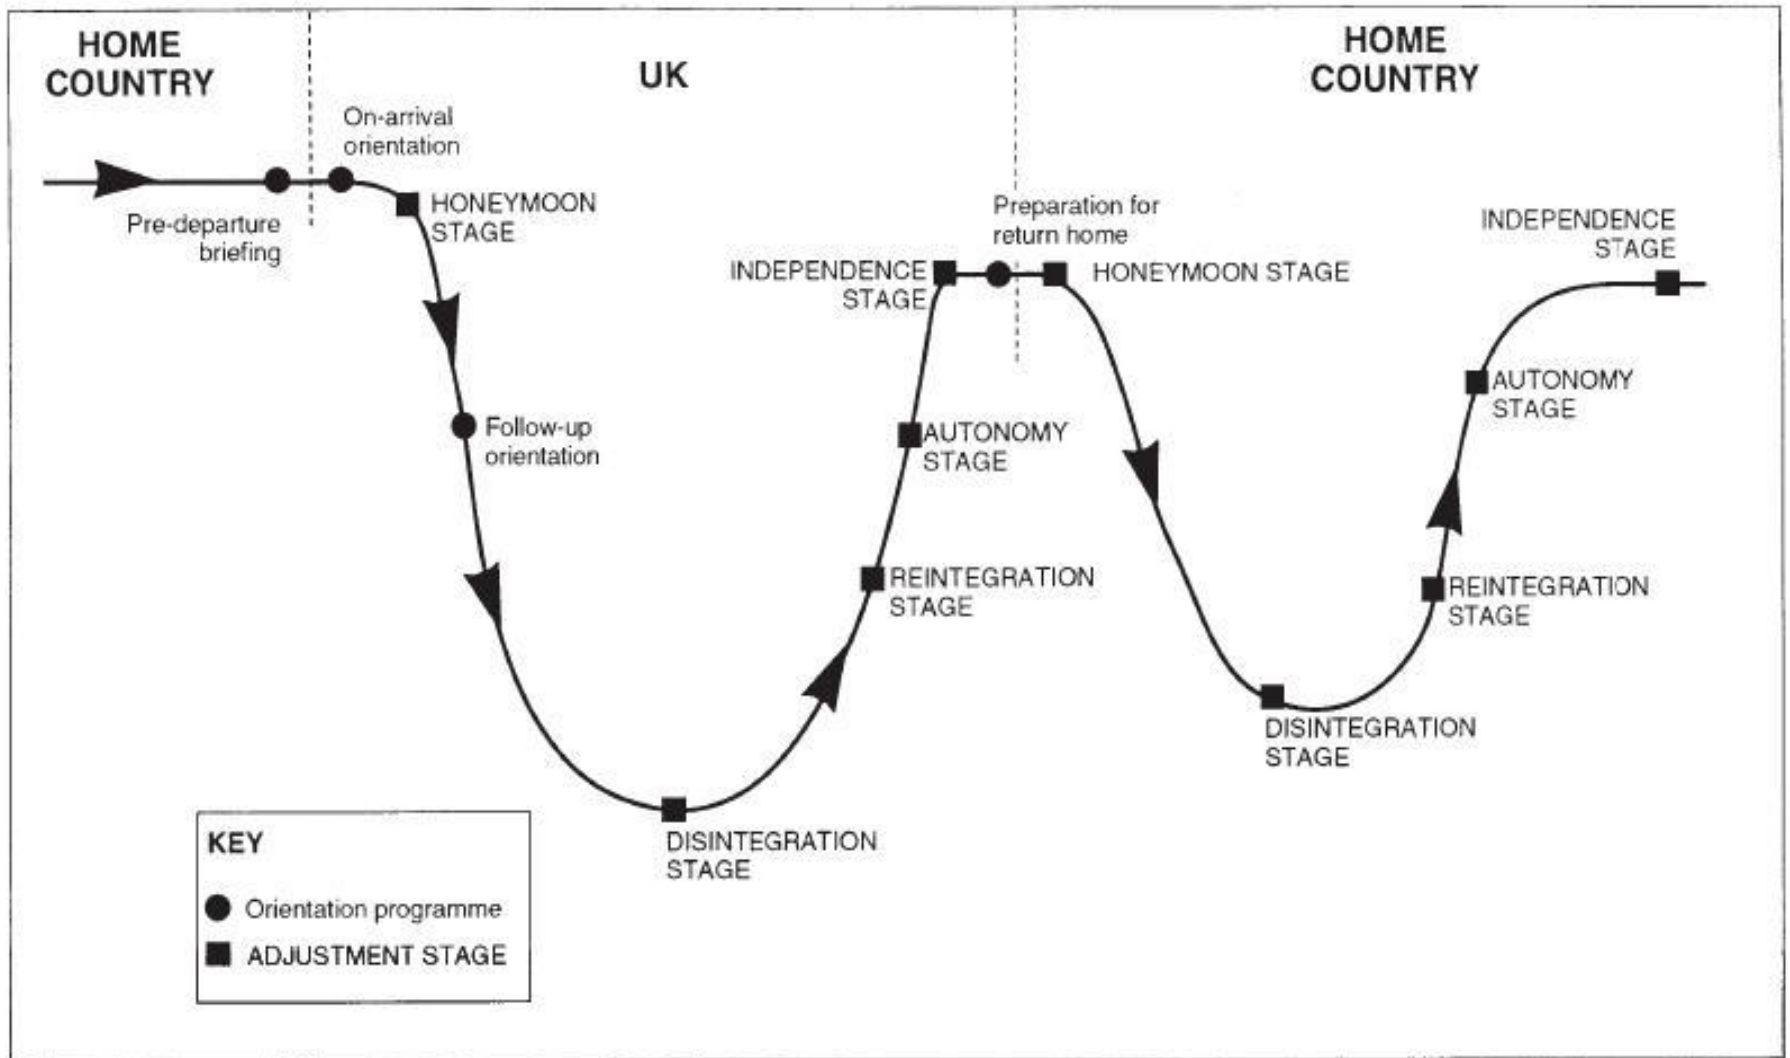 HOME
COUNTRY
UK
HOME
COUNTRY
On-arrival
orientation
Pre-departure
briefing
HONEYMOON
STAGE
Follow-up
orientation
DISINTEGRATION
STAGE
REINTEGRATION
STAGE
AUTONOMY
STAGE
INDEPENDENCE
STAGE
Preparation for
return home
HONEYMOON STAGE
DISINTEGRATION
STAGE
REINTEGRATION
STAGE
AUTONOMY
STAGE
INDEPENDENCE
STAGE
KEY
Orientation programme
ADJUSTMENT STAGE